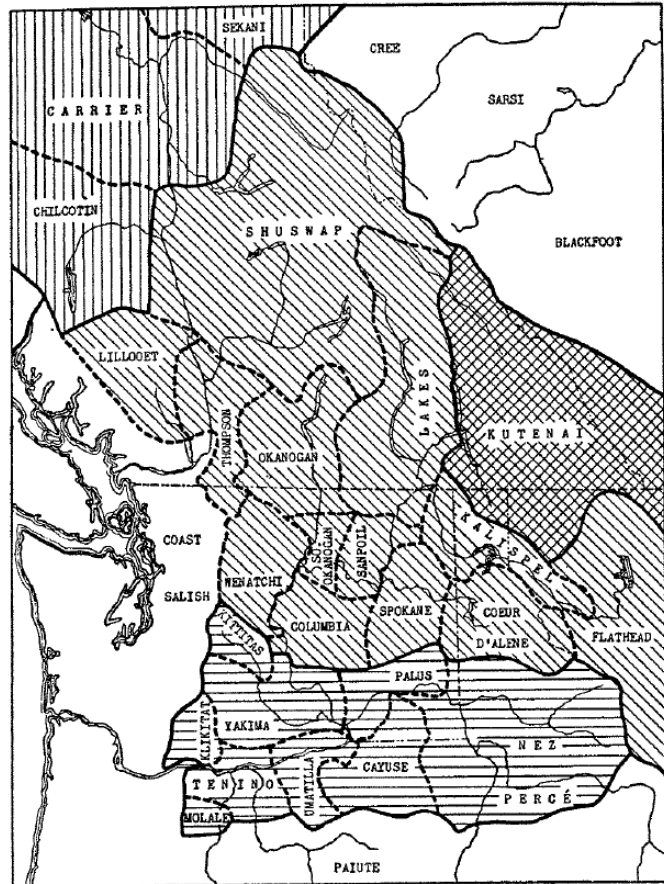 SEKANI
CREE
SARSI
CARRIER
CHILCOTIN
SHUSWAP
BLACKFOOT
LILLOOET
LAKES
KUTENAI
THOMPSON
OKANOGAN
COAST
SALISH
SO. OKANOGAN
SANPOIL
KALISPEL
WENATCHI
COLUMBIA
SPOKANE
COEUR
D'ALENE
FLATHEAD
KITTITAS
PALUS
KLIKITAT
YAKIMA
NEZ
PERCÉ
CAYUSE
UMATILLA
TENINO
MOLALE
PAIUTE